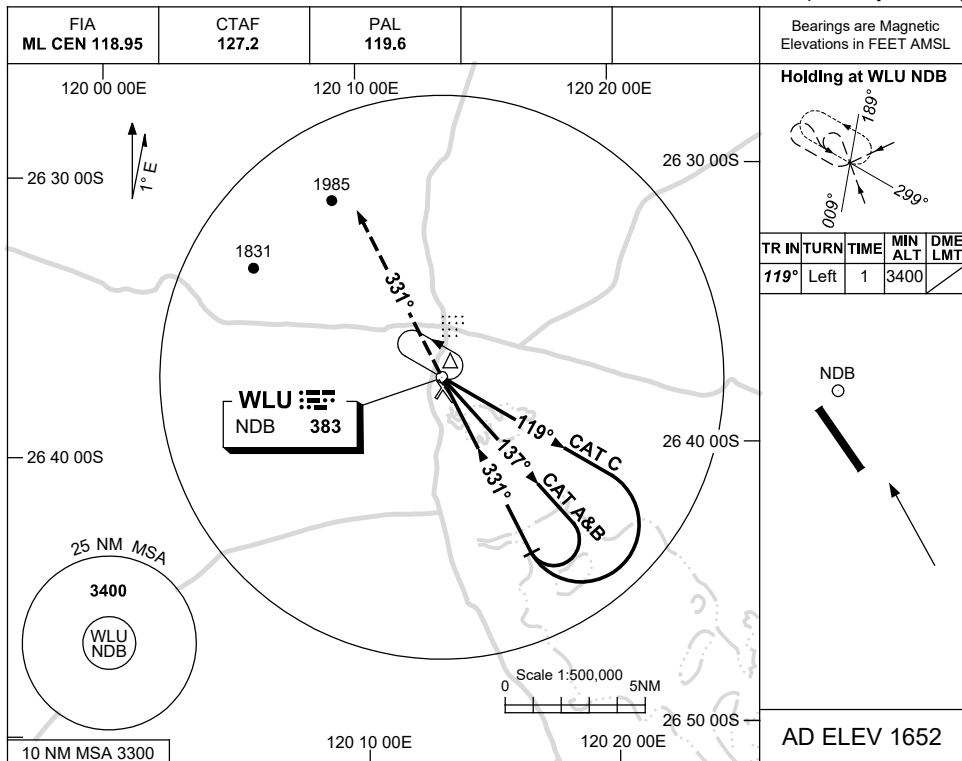 FIA
ML CEN 118.95
CTAF
127.2
PAL
119.6
Bearings are Magnetic
Elevations in FEET AMSL
120 00 00E
120 10 00E
120 20 00E
1° E
26 30 00S
26 30 00S
1985
1831
331°
WLU
NDB 383
119°
CAT C
137°
CAT A&B
331°
26 40 00S
26 40 00S
25 NM MSA
3400
WLU
NDB
Scale 1:500,000
0 5NM
26 50 00S
10 NM MSA 3300
120 10 00E
120 20 00E
Holding at WLU NDB
189°
299°
009°
TR IN TURN TIME MIN ALT DME LMT
119° Left 1 3400
NDB
AD ELEV 1652